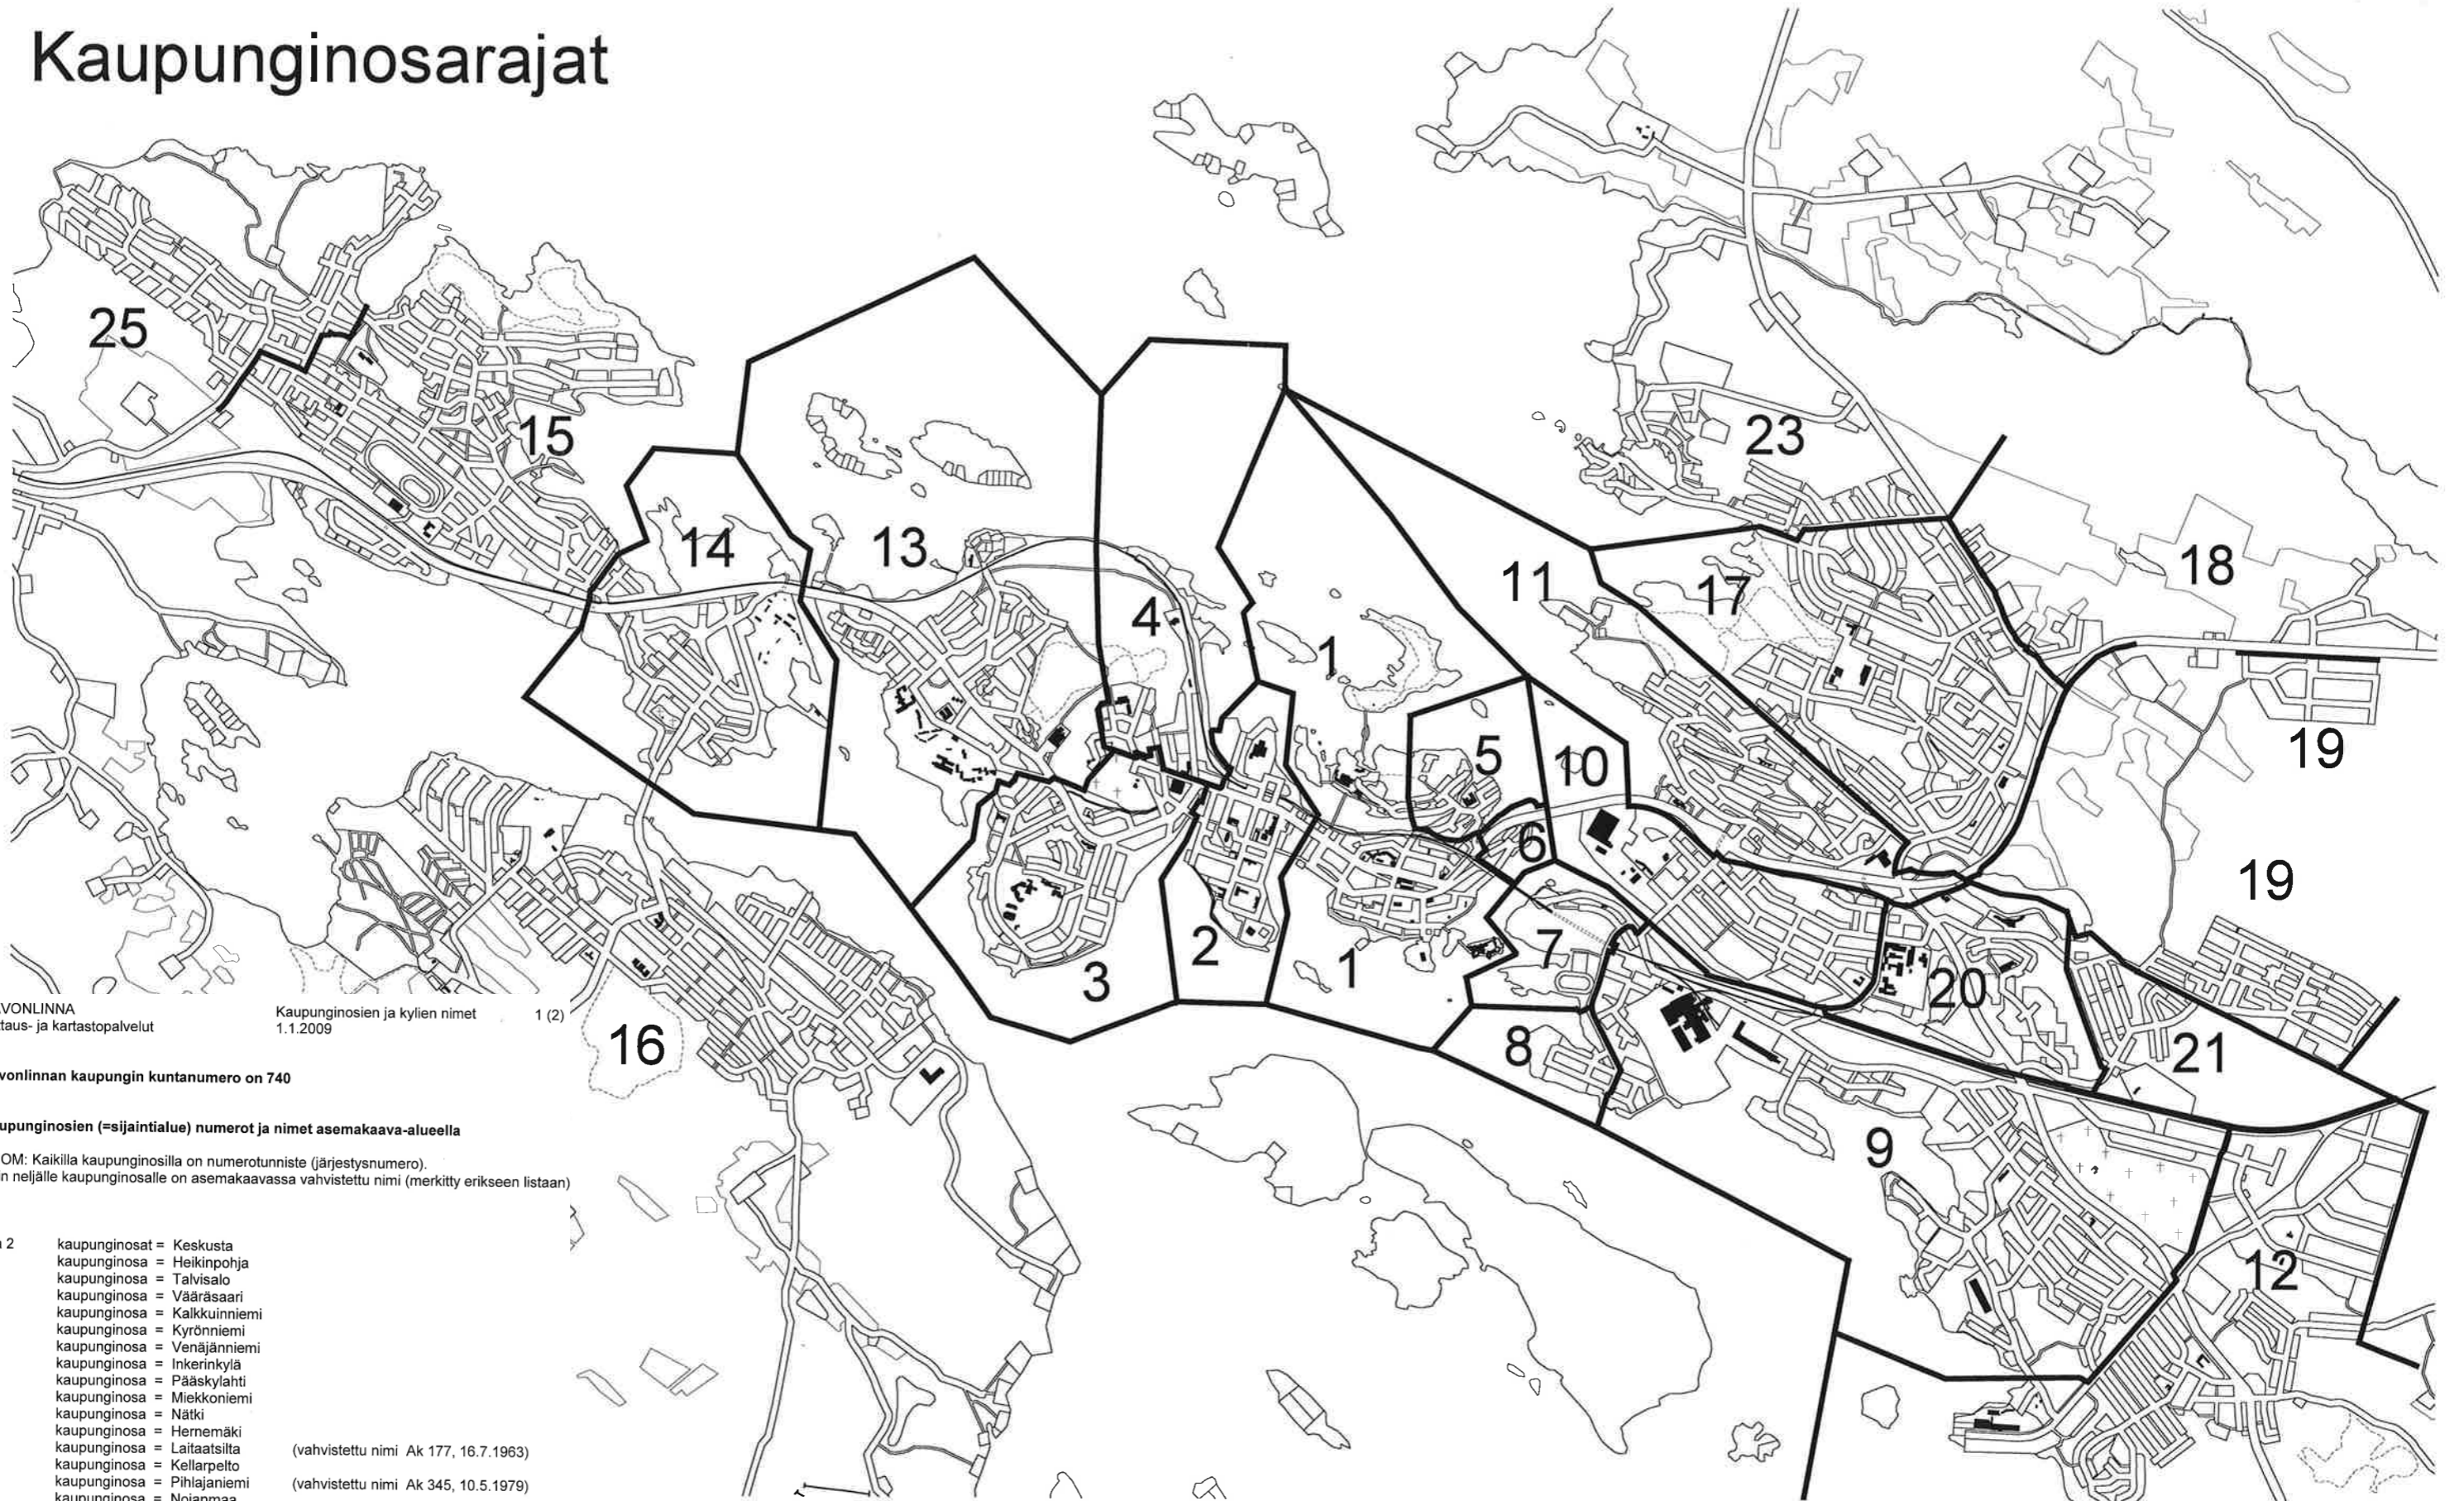 Kaupunginosarajat
25
15
14
13
4
11
1
17
23
18
19
5
10
6
19
2
3
1
7
20
8
21
16
9
12
VONLINNA
taus- ja kartastopalvelut
Kaupunginosien ja kylien nimet 1 (2)
1.1.2009
vonlinnan kaupungin kuntanumero on 740
upunginosien (=sijaintialue) numerot ja nimet asemakaava-alueella
OM: Kaikilla kaupunginosilla on numerotunniste (järjestysnumero).
in neljälle kaupunginosalle on asemakaavassa vahvistettu nimi (merkitty erikseen listaan)
2 kaupunginosat = Keskusta
kaupunginosa = Heikinpohja
kaupunginosa = Talvisalo
kaupunginosa = Vääräsaari
kaupunginosa = Kalkkuinniemi
kaupunginosa = Kyrönniemi
kaupunginosa = Venäjänniemi
kaupunginosa = Inkerinkylä
kaupunginosa = Pääskylahti
kaupunginosa = Miekkoniemi
kaupunginosa = Nätki
kaupunginosa = Hernemäki
kaupunginosa = Laitaatsilta (vahvistettu nimi Ak 177, 16.7.1963)
kaupunginosa = Kellarpelto
kaupunginosa = Pihlajaniemi (vahvistettu nimi Ak 345, 10.5.1979)
kaupunginosa = Nojanmaa